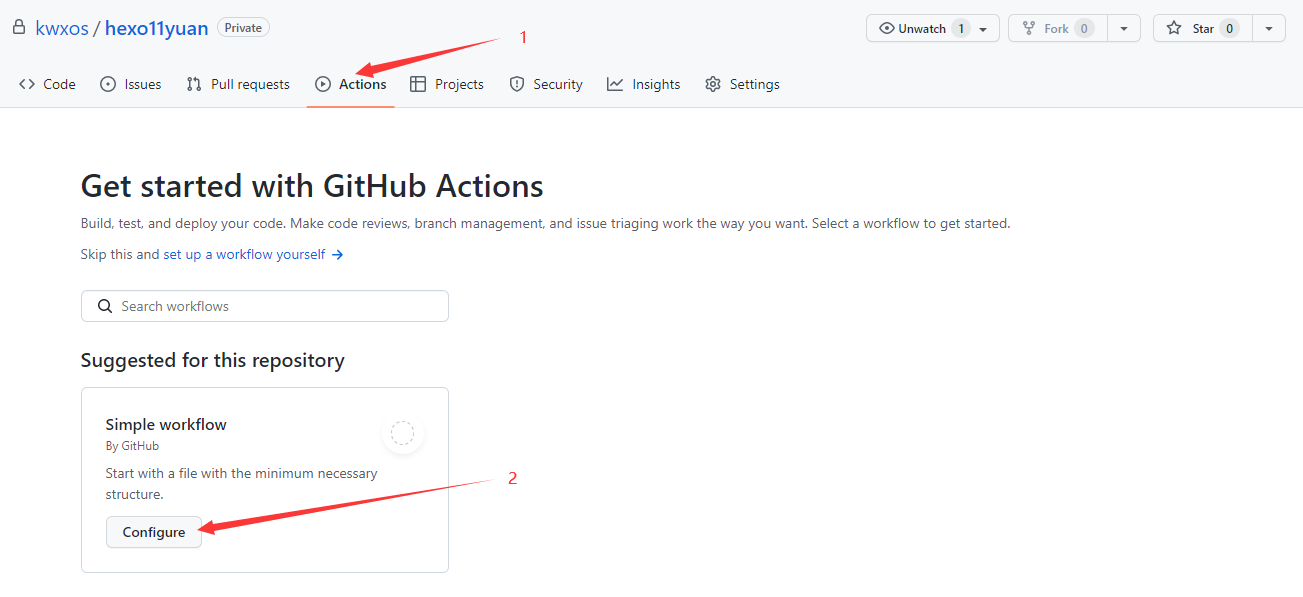 kwxos / hexo11yuan Private Unwatch 1 Fork 0 Star 0
1
Code Issues Pull requests Actions Projects Security Insights Settings
Get started with GitHub Actions
Build, test, and deploy your code. Make code reviews, branch management, and issue triaging work the way you want. Select a workflow to get started.
Skip this and set up a workflow yourself →
Search workflows
Suggested for this repository
Simple workflow
By GitHub
Start with a file with the minimum necessary
structure.
2
Configure